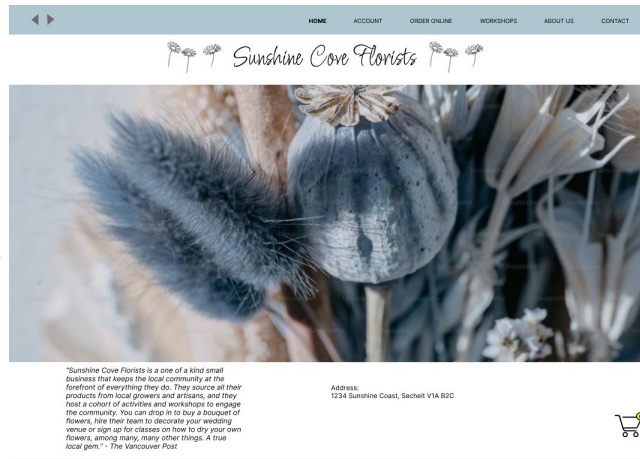 HOME ACCOUNT ORDER ONLINE WORKSHOPS ABOUT US CONTACT
Sunshine Cove Florists
"Sunshine Cove Florists is a one of a kind small
business that keeps the local community at the
forefront of everything they do. They source all their
products from local growers and artisans, and they
host a cohort of activities and workshops to engage
the community. You can drop in to buy a bouquet of
flowers, hire their team to decorate your wedding
venue or sign up for classes on how to dry your own
flowers, among many, many other things. A true
local gem." - The Vancouver Post
Address:
1234 Sunshine Coast, Sechelt V1A B2C